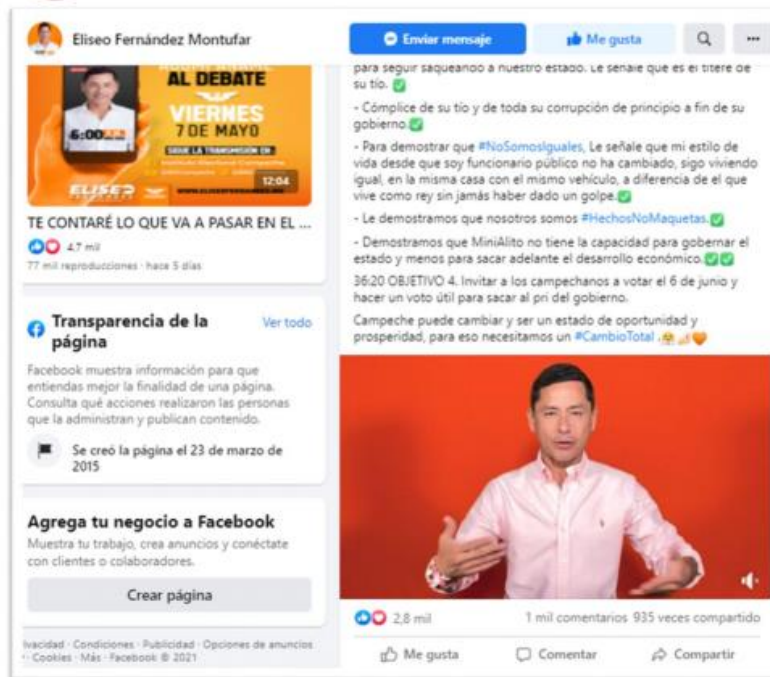 Eliseo Fernández Montufar
Enviar mensaje
Me gusta
AL DEBATE
VIERNES
7 DE MAYO
6:00
SIGUE LA TRANSMISIÓN EN:
12:04
TE CONTARÉ LO QUE VA A PASAR EN EL ...
4.7 mil
77 mil reproducciones · hace 5 días
Transparencia de la página
Ver todo
Facebook muestra información para que
entiendas mejor la finalidad de una página.
Consulta qué acciones realizaron las personas
que la administran y publican contenido.
Se creó la página el 23 de marzo de
2015
Agrega tu negocio a Facebook
Muestra tu trabajo, crea anuncios y conéctate
con clientes o colaboradores.
Crear página
ivacidad · Condiciones · Publicidad · Opciones de anuncios
· Cookies · Más · Facebook © 2021
para seguir saqueando a nuestro estado. Le señale que es el títere de
su tío. ✅
- Cómplice de su tío y de toda su corrupción de principio a fin de su
gobierno.✅
- Para demostrar que #NoSomosIguales, Le señale que mi estilo de
vida desde que soy funcionario público no ha cambiado, sigo viviendo
igual, en la misma casa con el mismo vehículo, a diferencia de el que
vive como rey sin jamás haber dado un golpe.✅
- Le demostramos que nosotros somos #HechosNoMaquetas.✅
- Demostramos que MiniAlito no tiene la capacidad para gobernar el
estado y menos para sacar adelante el desarrollo económico.✅✅
36:20 OBJETIVO 4. Invitar a los campechanos a votar el 6 de junio y
hacer un voto útil para sacar al pri del gobierno.
Campeche puede cambiar y ser un estado de oportunidad y
prosperidad, para eso necesitamos un #CambioTotal
2,8 mil
1 mil comentarios 935 veces compartido
Me gusta
Comentar
Compartir